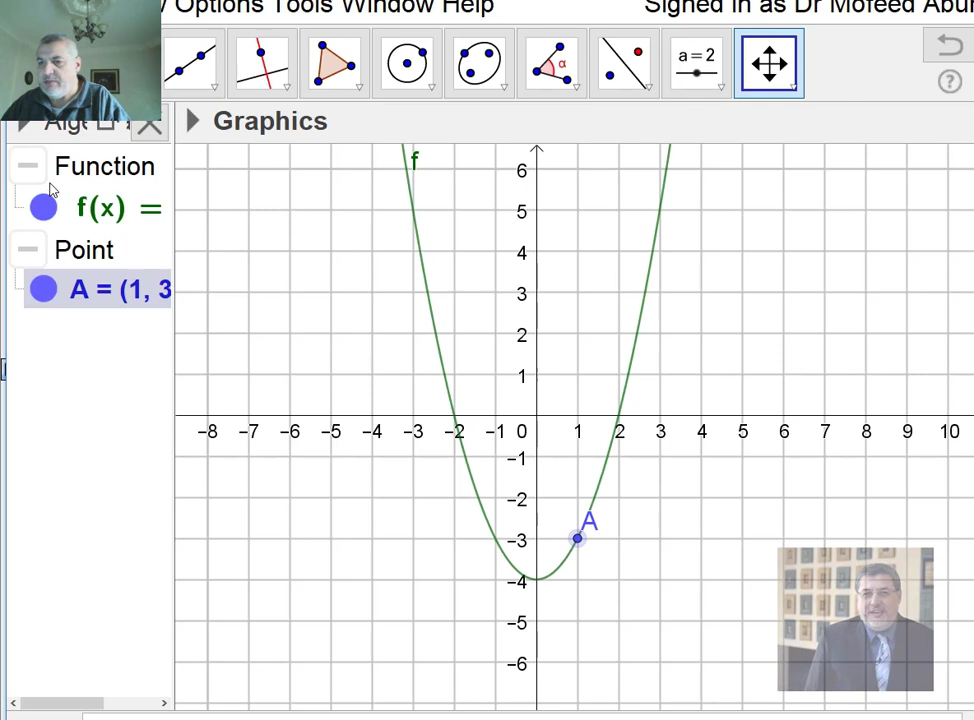 Options Tools Window Help
Signed in as Dr Mofeed Abu
a = 2
α
Graphics
Function
f(x) =
Point
A = (1, 3
f
6
5
4
3
2
1
−8 −7 −6 −5 −4 −3 −2 −1 0 1 2 3 4 5 6 7 8 9 10
−1
−2
A
−3
−4
−5
−6